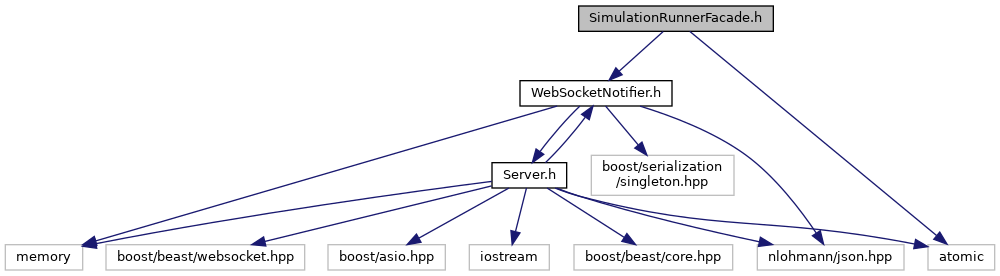 SimulationRunnerFacade.h
WebSocketNotifier.h
Server.h
boost/serialization
/singleton.hpp
memory
boost/beast/websocket.hpp
boost/asio.hpp
iostream
boost/beast/core.hpp
nlohmann/json.hpp
atomic